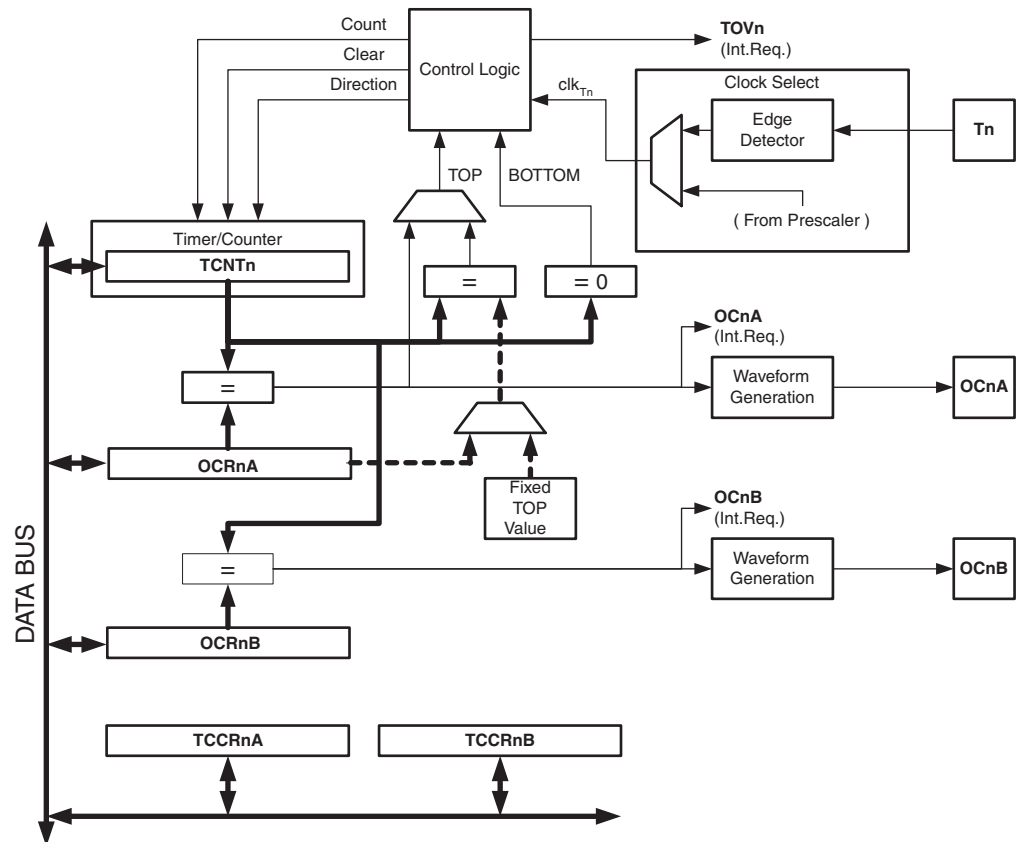 Count
Clear
Direction
Control Logic
TOVn
(Int.Req.)
clkTn
Clock Select
Edge
Detector
Tn
( From Prescaler )
TOP
BOTTOM
Timer/Counter
TCNTn
=
= 0
OCnA
(Int.Req.)
=
Waveform
Generation
OCnA
OCRnA
Fixed
TOP
Value
OCnB
(Int.Req.)
=
Waveform
Generation
OCnB
OCRnB
DATA BUS
TCCRnA
TCCRnB